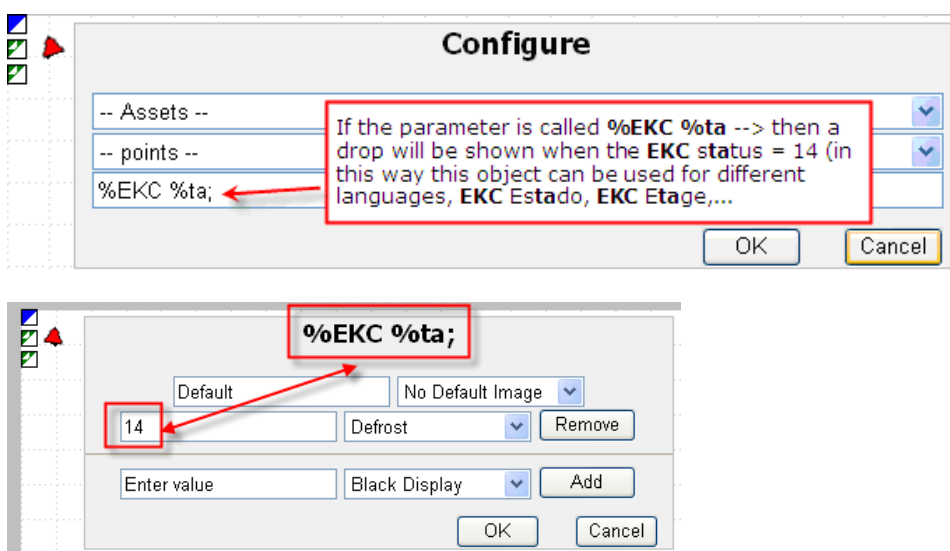 Configure
-- Assets --
-- points --
%EKC %ta;
If the parameter is called %EKC %ta --> then a
drop will be shown when the EKC status = 14 (in
this way this object can be used for different
languages, EKC Estado, EKC Etage,...
OK Cancel
%EKC %ta;
Default No Default Image
14 Defrost Remove
Enter value Black Display Add
OK Cancel